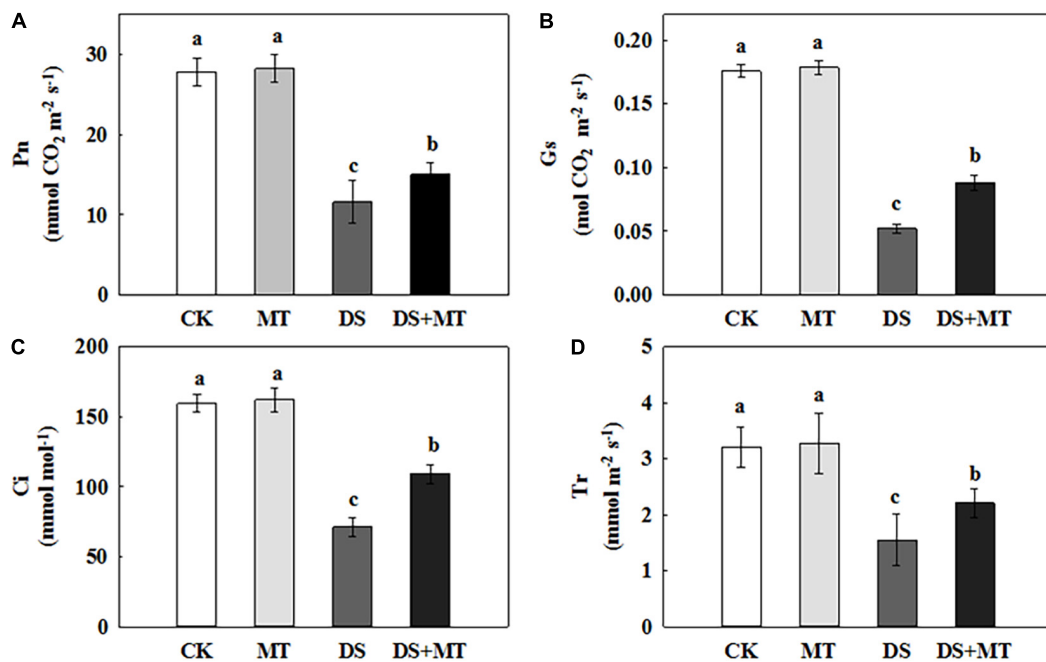 A
Pn
(mmol CO₂ m⁻² s⁻¹)
30
20
10
0
a
a
c
b
CK MT DS DS+MT
B
Gs
(mol CO₂ m⁻² s⁻¹)
0.20
0.15
0.10
0.05
0.00
a
a
c
b
CK MT DS DS+MT
C
Ci
(mmol mol⁻¹)
200
150
100
50
0
a
a
c
b
CK MT DS DS+MT
D
Tr
(mmol m⁻² s⁻¹)
5
4
3
2
1
0
a
a
c
b
CK MT DS DS+MT